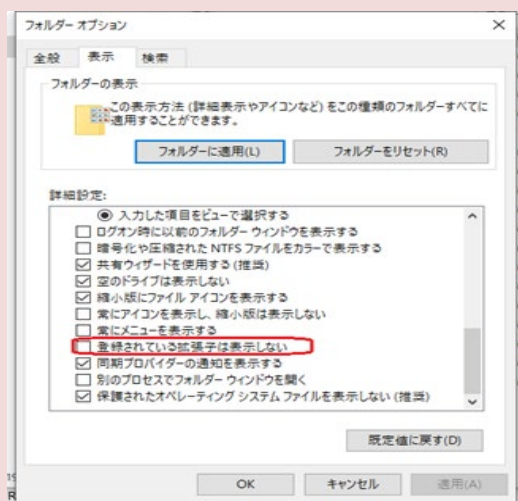 フォルダー オプション
全般 表示 検索
フォルダーの表示
この表示方法 (詳細表示やアイコンなど) をこの種類のフォルダーすべてに
適用することができます。
フォルダーに適用(L) フォルダーをリセット(R)
詳細設定:
入力した項目をビューで選択する
ログオン時に以前のフォルダー ウィンドウを表示する
暗号化や圧縮された NTFS ファイルをカラーで表示する
共有ウィザードを使用する (推奨)
空のドライブは表示しない
縮小版にファイル アイコンを表示する
常にアイコンを表示し、縮小版は表示しない
常にメニューを表示する
登録されている拡張子は表示しない
同期プロバイダーの通知を表示する
別のプロセスでフォルダー ウィンドウを開く
保護されたオペレーティング システム ファイルを表示しない (推奨)
既定値に戻す(D)
OK キャンセル 適用(A)